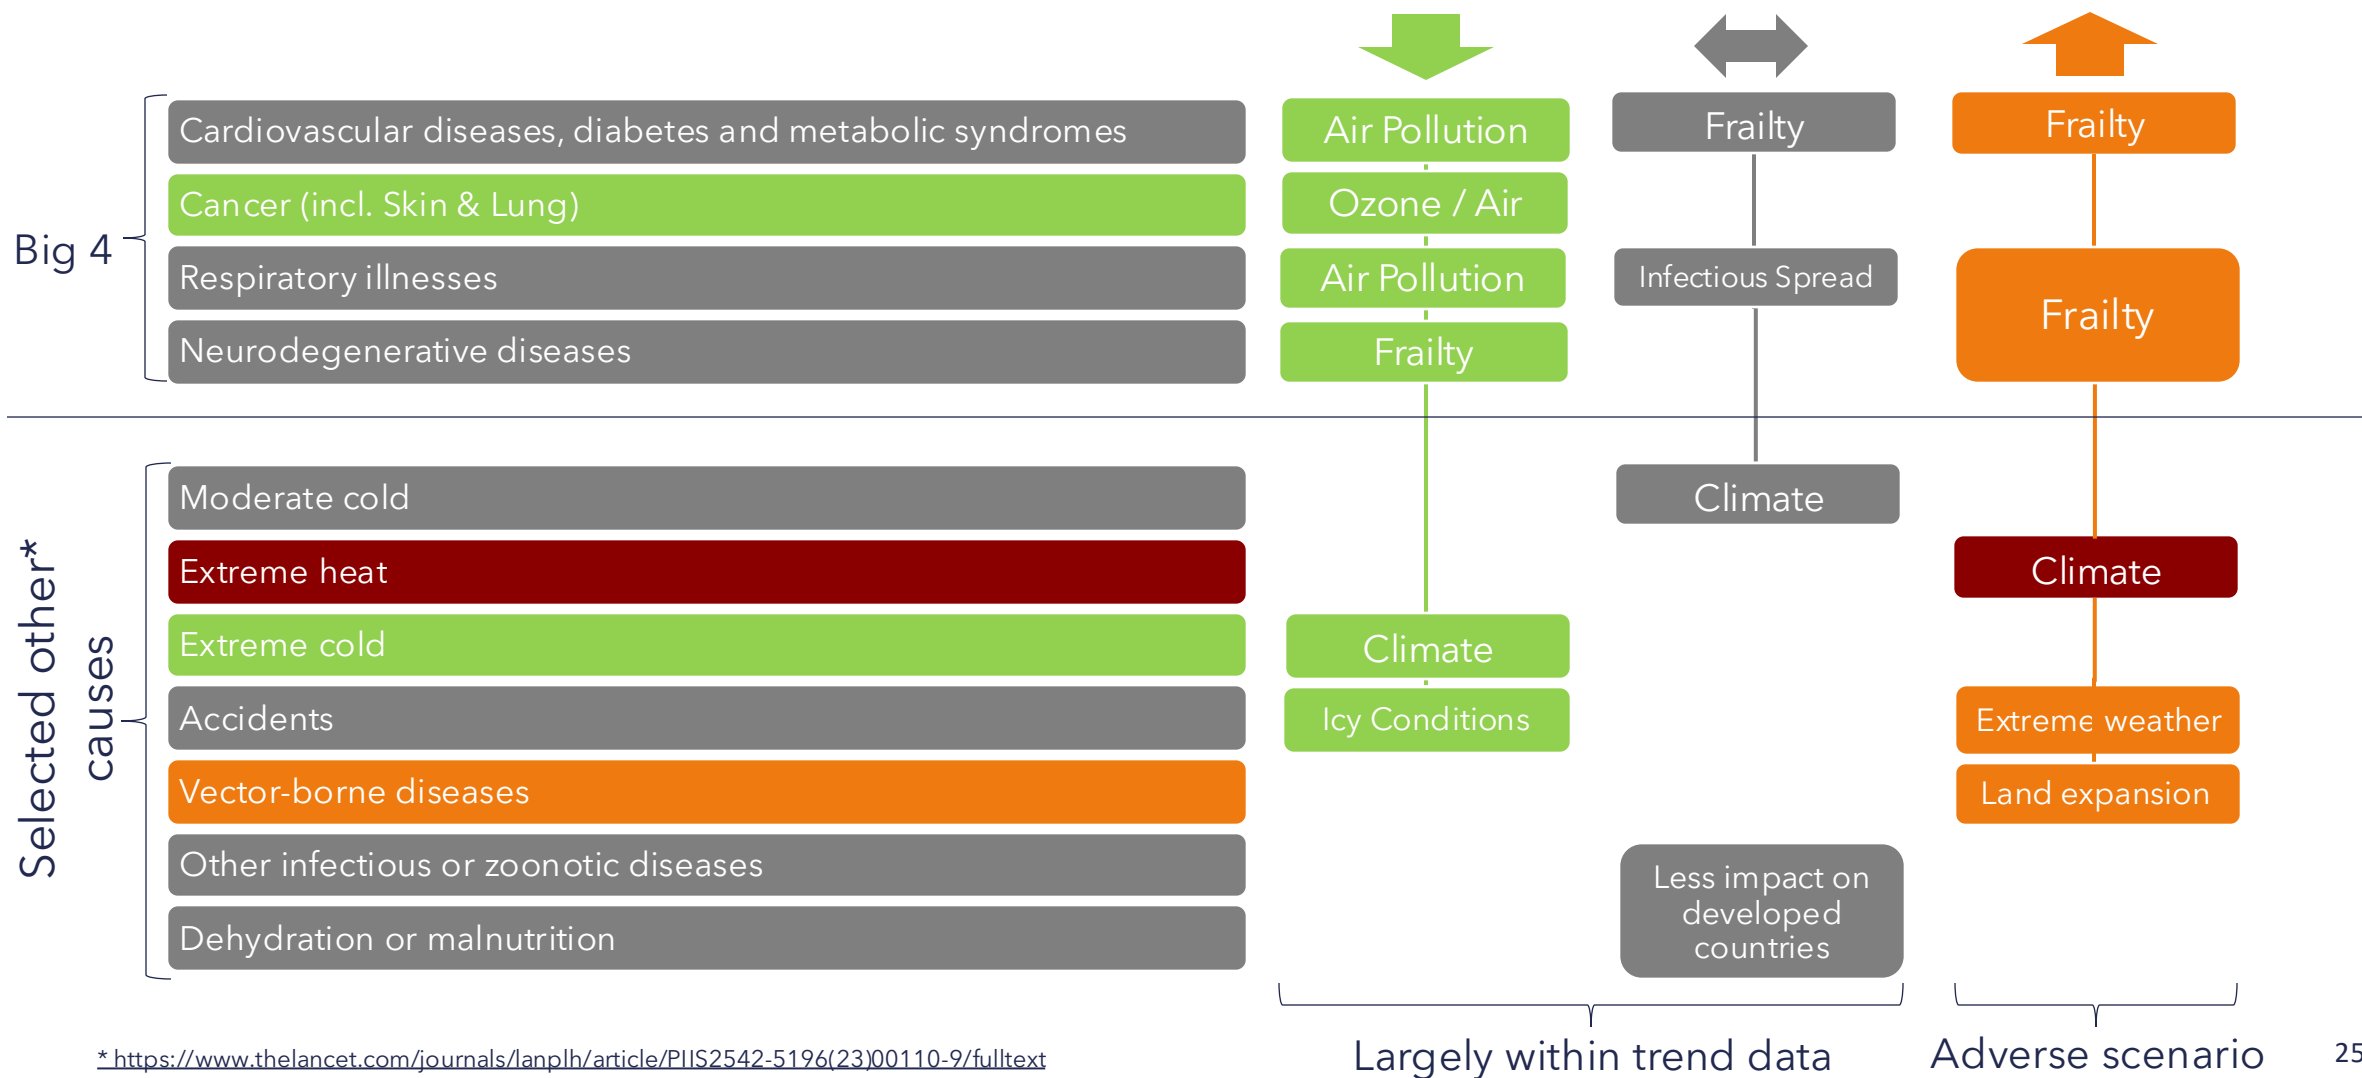 Big 4
Cardiovascular diseases, diabetes and metabolic syndromes
Air Pollution
Frailty
Frailty
Cancer (incl. Skin & Lung)
Ozone / Air
Respiratory illnesses
Air Pollution
Infectious Spread
Frailty
Neurodegenerative diseases
Frailty
Selected other*
causes
Moderate cold
Climate
Extreme heat
Climate
Extreme cold
Climate
Accidents
Icy Conditions
Extreme weather
Vector-borne diseases
Land expansion
Other infectious or zoonotic diseases
Less impact on
developed
countries
Dehydration or malnutrition
Largely within trend data
Adverse scenario
* https://www.thelancet.com/journals/lanplh/article/PIIS2542-5196(23)00110-9/fulltext
25